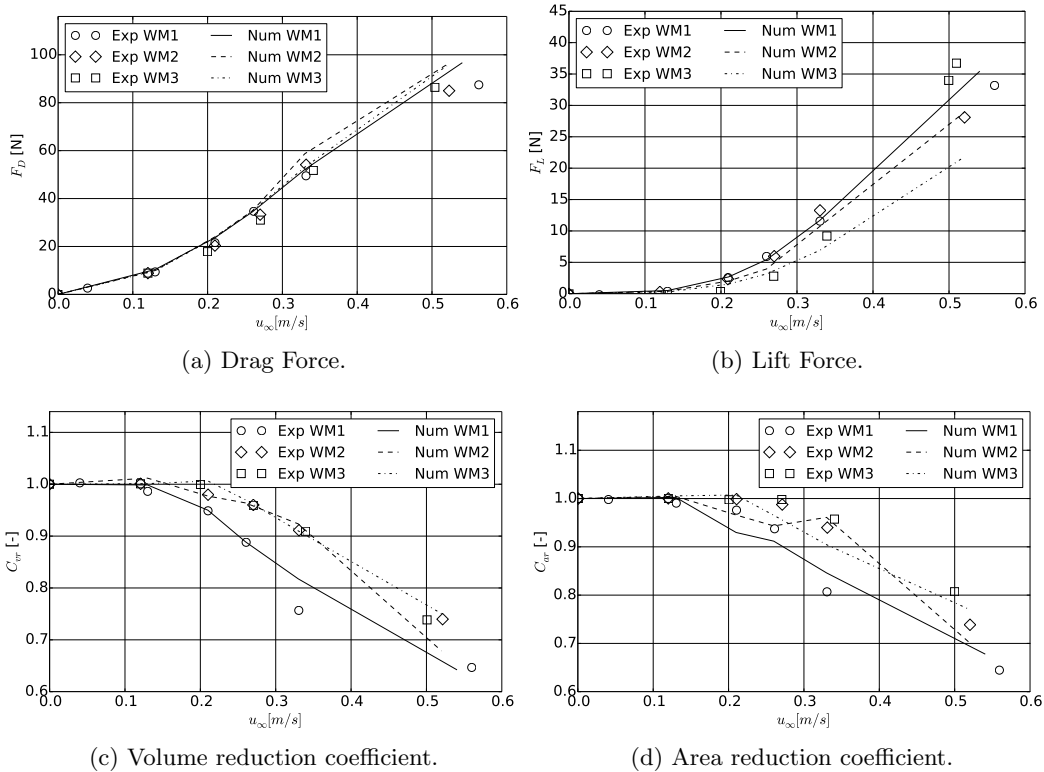 100
80
60
40
20
0
0.0 0.1 0.2 0.3 0.4 0.5 0.6
F_D [N]
u_∞[m/s]
Exp WM1 Num WM1
Exp WM2 Num WM2
Exp WM3 Num WM3
(a) Drag Force.
45
40
35
30
25
20
15
10
5
0
0.0 0.1 0.2 0.3 0.4 0.5 0.6
F_L [N]
u_∞[m/s]
Exp WM1 Num WM1
Exp WM2 Num WM2
Exp WM3 Num WM3
(b) Lift Force.
1.1
1.0
0.9
0.8
0.7
0.6
0.0 0.1 0.2 0.3 0.4 0.5 0.6
C_vr [-]
u_∞[m/s]
Exp WM1 Num WM1
Exp WM2 Num WM2
Exp WM3 Num WM3
(c) Volume reduction coefficient.
1.1
1.0
0.9
0.8
0.7
0.6
0.0 0.1 0.2 0.3 0.4 0.5 0.6
C_ar [-]
u_∞[m/s]
Exp WM1 Num WM1
Exp WM2 Num WM2
Exp WM3 Num WM3
(d) Area reduction coefficient.